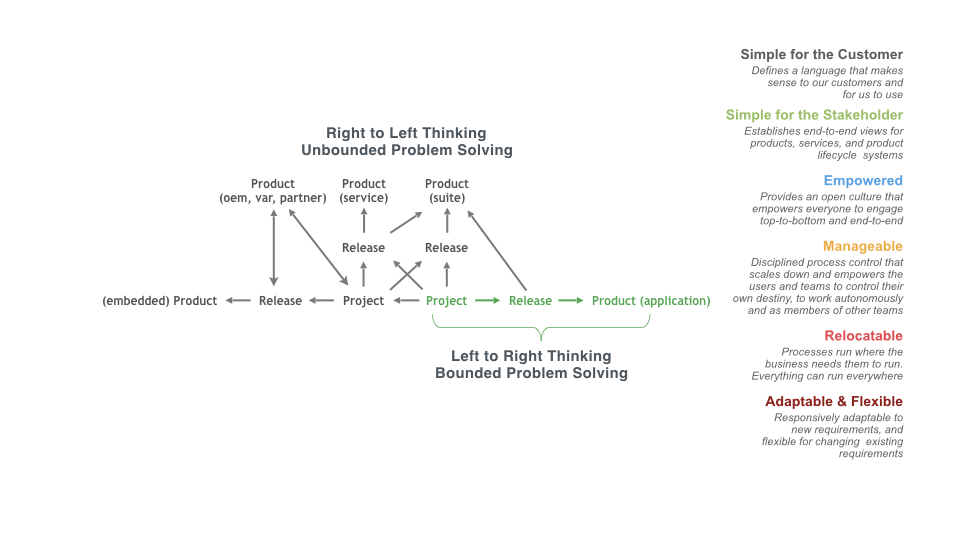 Simple for the Customer
Defines a language that makes
sense to our customers and
for us to use
Simple for the Stakeholder
Establishes end-to-end views for
products, services, and product
lifecycle systems
Right to Left Thinking
Unbounded Problem Solving
Product
(oem, var, partner)
Product
(service)
Product
(suite)
Empowered
Provides an open culture that
empowers everyone to engage
top-to-bottom and end-to-end
Release
Release
Manageable
Disciplined process control that
scales down and empowers the
users and teams to control their
own destiny, to work autonomously
and as members of other teams
(embedded) Product
Release
Project
Project
Release
Product (application)
Left to Right Thinking
Bounded Problem Solving
Relocatable
Processes run where the
business needs them to run.
Everything can run everywhere
Adaptable & Flexible
Responsively adaptable to
new requirements, and
flexible for changing existing
requirements